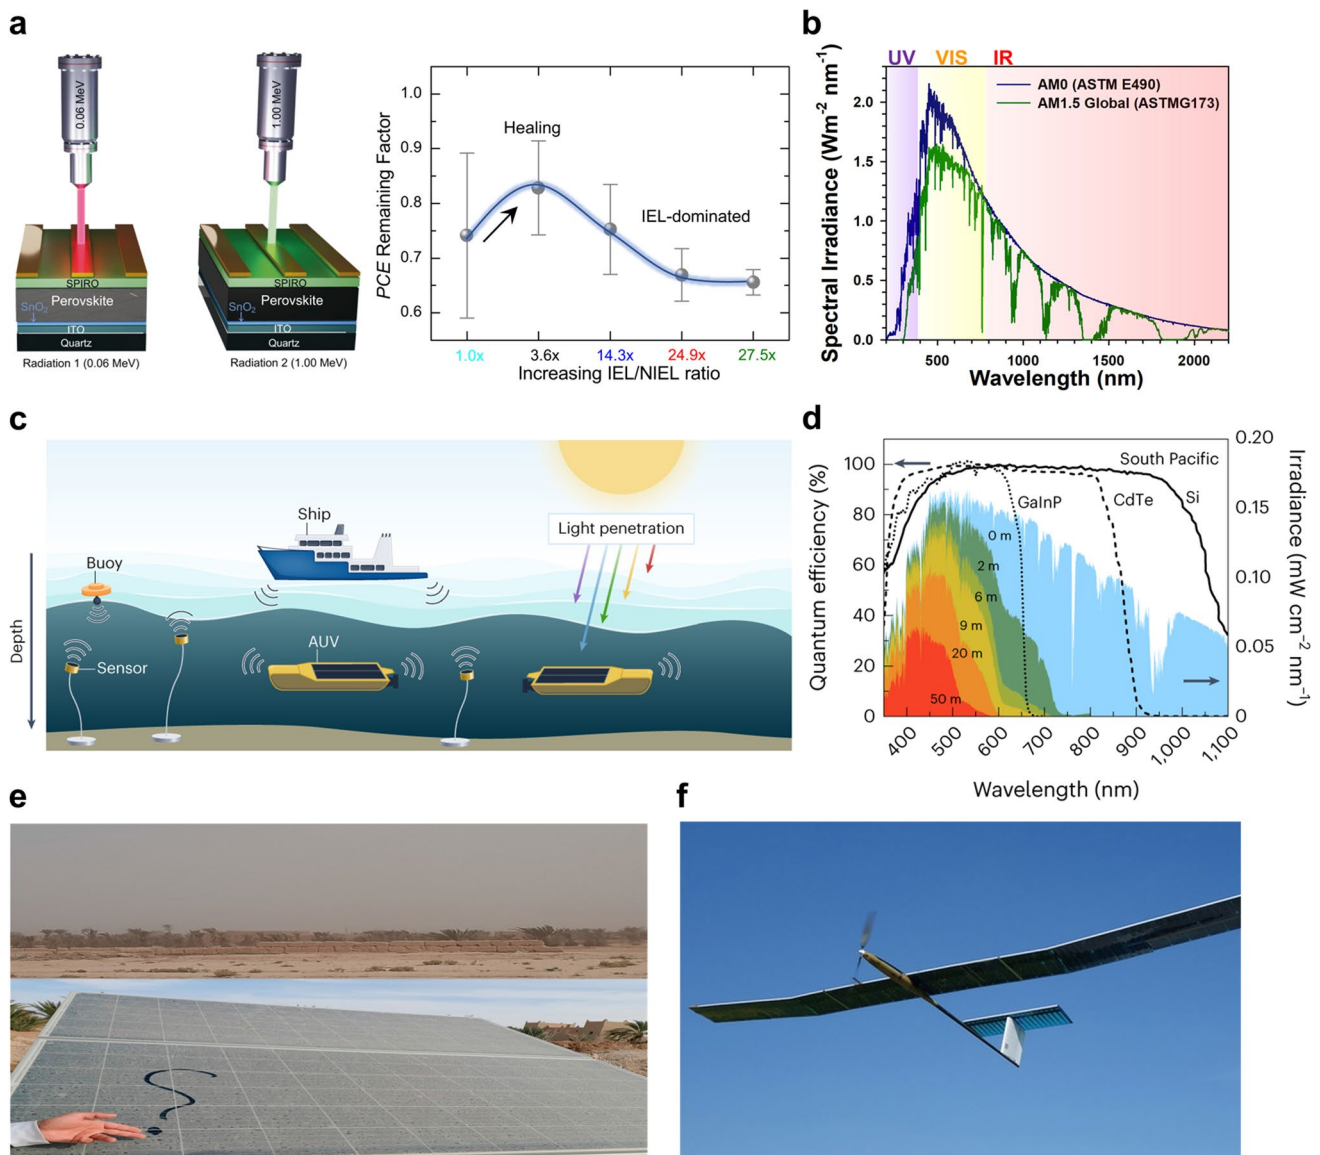 a
0.06 MeV
1.00 MeV
SPIRO
Perovskite
SnO₂
ITO
Quartz
Radiation 1 (0.06 MeV)
SPIRO
Perovskite
SnO₂
ITO
Quartz
Radiation 2 (1.00 MeV)
PCE Remaining Factor
1.0
0.9
0.8
0.7
0.6
Healing
IEL-dominated
1.0x 3.6x 14.3x 24.9x 27.5x
Increasing IEL/NIEL ratio
b
UV VIS IR
AM0 (ASTM E490)
AM1.5 Global (ASTMG173)
Spectral Irradiance (Wm⁻² nm⁻¹)
2.0
1.5
1.0
0.5
0.0
500 1000 1500 2000
Wavelength (nm)
c
Ship
Light penetration
Buoy
Depth
AUV
Sensor
d
Quantum efficiency (%)
100
80
60
40
20
0
South Pacific
GaInP
CdTe
Si
0 m
2 m
6 m
9 m
20 m
50 m
0.20
0.15
0.10
0.05
0
Irradiance (mW cm⁻² nm⁻¹)
400 500 600 700 800 900 1,000 1,100
Wavelength (nm)
e
f